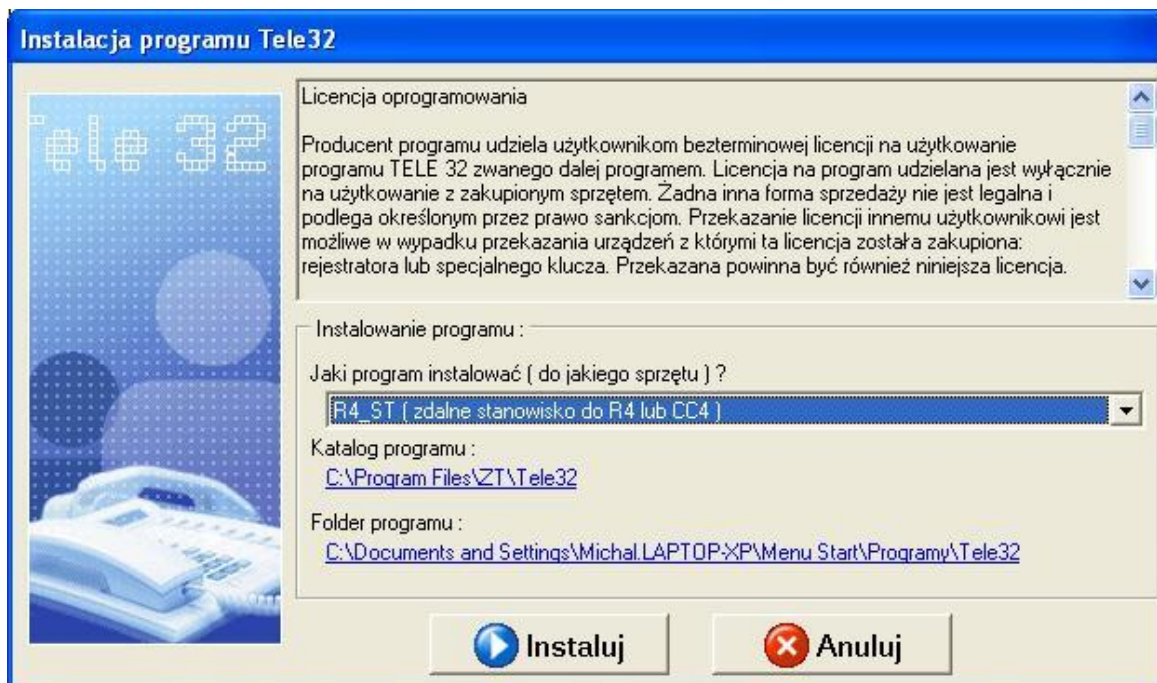 Instalacja programu Tele32
Tele 32
Licencja oprogramowania
Producent programu udziela użytkownikom bezterminowej licencji na użytkowanie
programu TELE 32 zwanego dalej programem. Licencja na program udzielana jest wyłącznie
na użytkowanie z zakupionym sprzętem. Żadna inna forma sprzedaży nie jest legalna i
podlega określonym przez prawo sankcjom. Przekazanie licencji innemu użytkownikowi jest
możliwe w wypadku przekazania urządzeń z którymi ta licencja została zakupiona:
rejestratora lub specjalnego klucza. Przekazana powinna być również niniejsza licencja.
Instalowanie programu :
Jaki program instalować ( do jakiego sprzętu ) ?
R4_ST ( zdalne stanowisko do R4 lub CC4 )
Katalog programu :
C:\Program Files\ZT\Tele32
Folder programu :
C:\Documents and Settings\Michal.LAPTOP-XP\Menu Start\Programy\Tele32
Instaluj
Anuluj